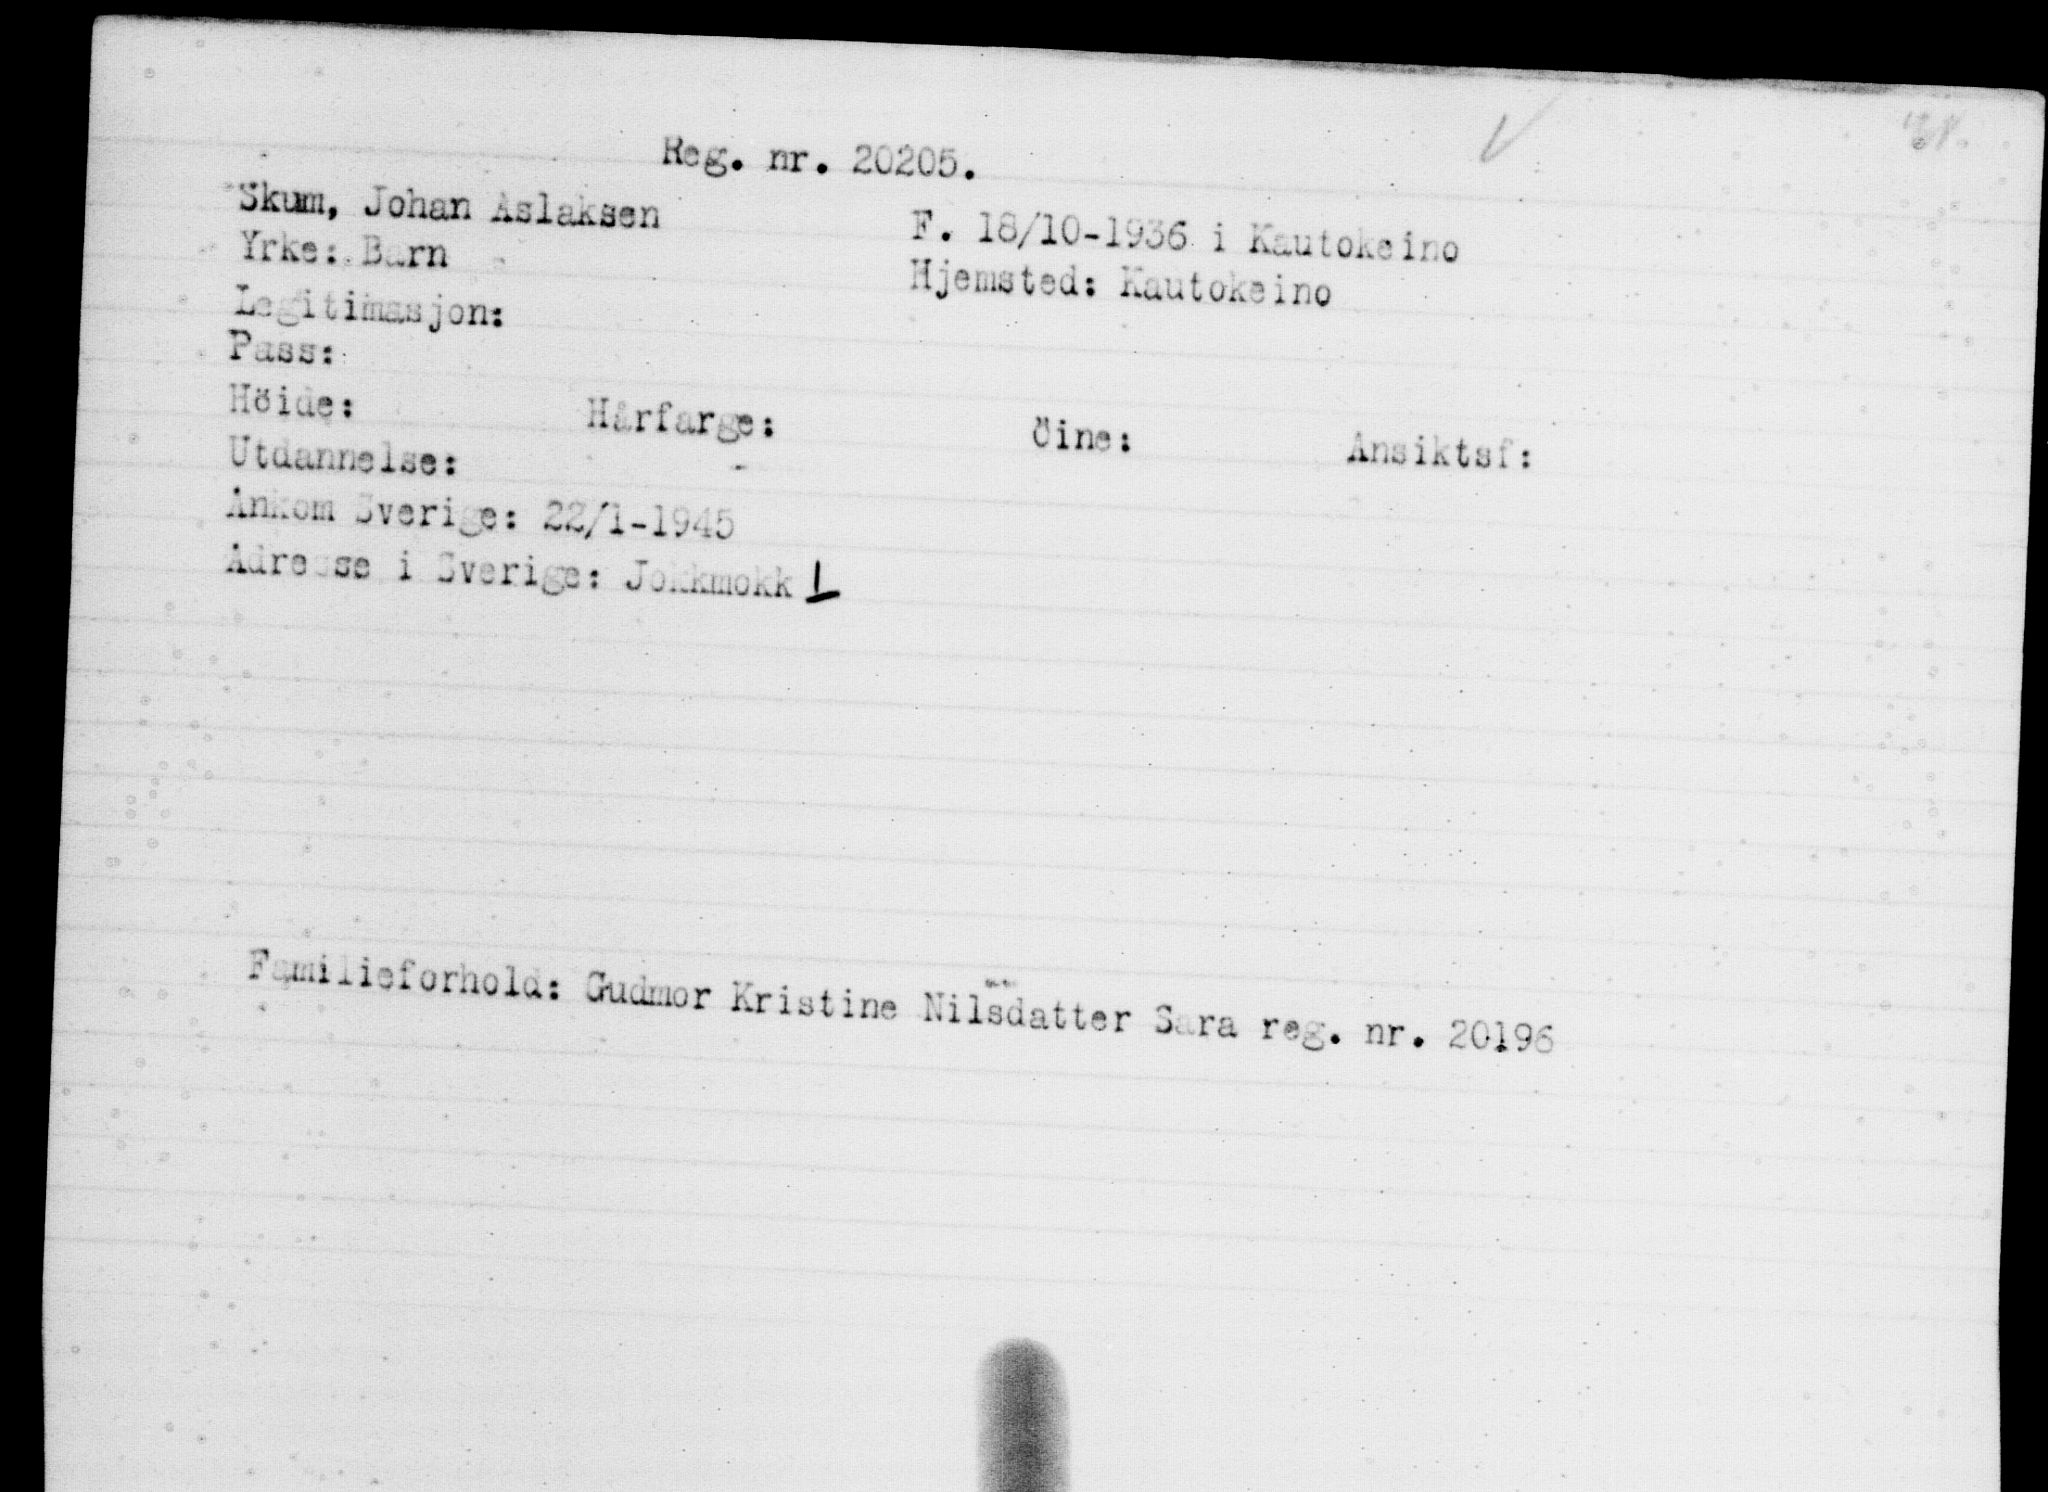 Reg. nr. 20205.
Skum, Johan Aslaksen
F. 18/10-1936 i Kautokeino
Yrke: Barn
Hjemsted: Kautokeino
Legitimasjon:
Pass:
Höide: Hårfarge: Öine: Ansiktsf:
Utdannelse: -
Ankom Sverige: 22/1-1945
Adresse i Sverige: Jokkmokk
Familieforhold: Gudmor Kristine Nilsdatter Sara reg. nr. 20196